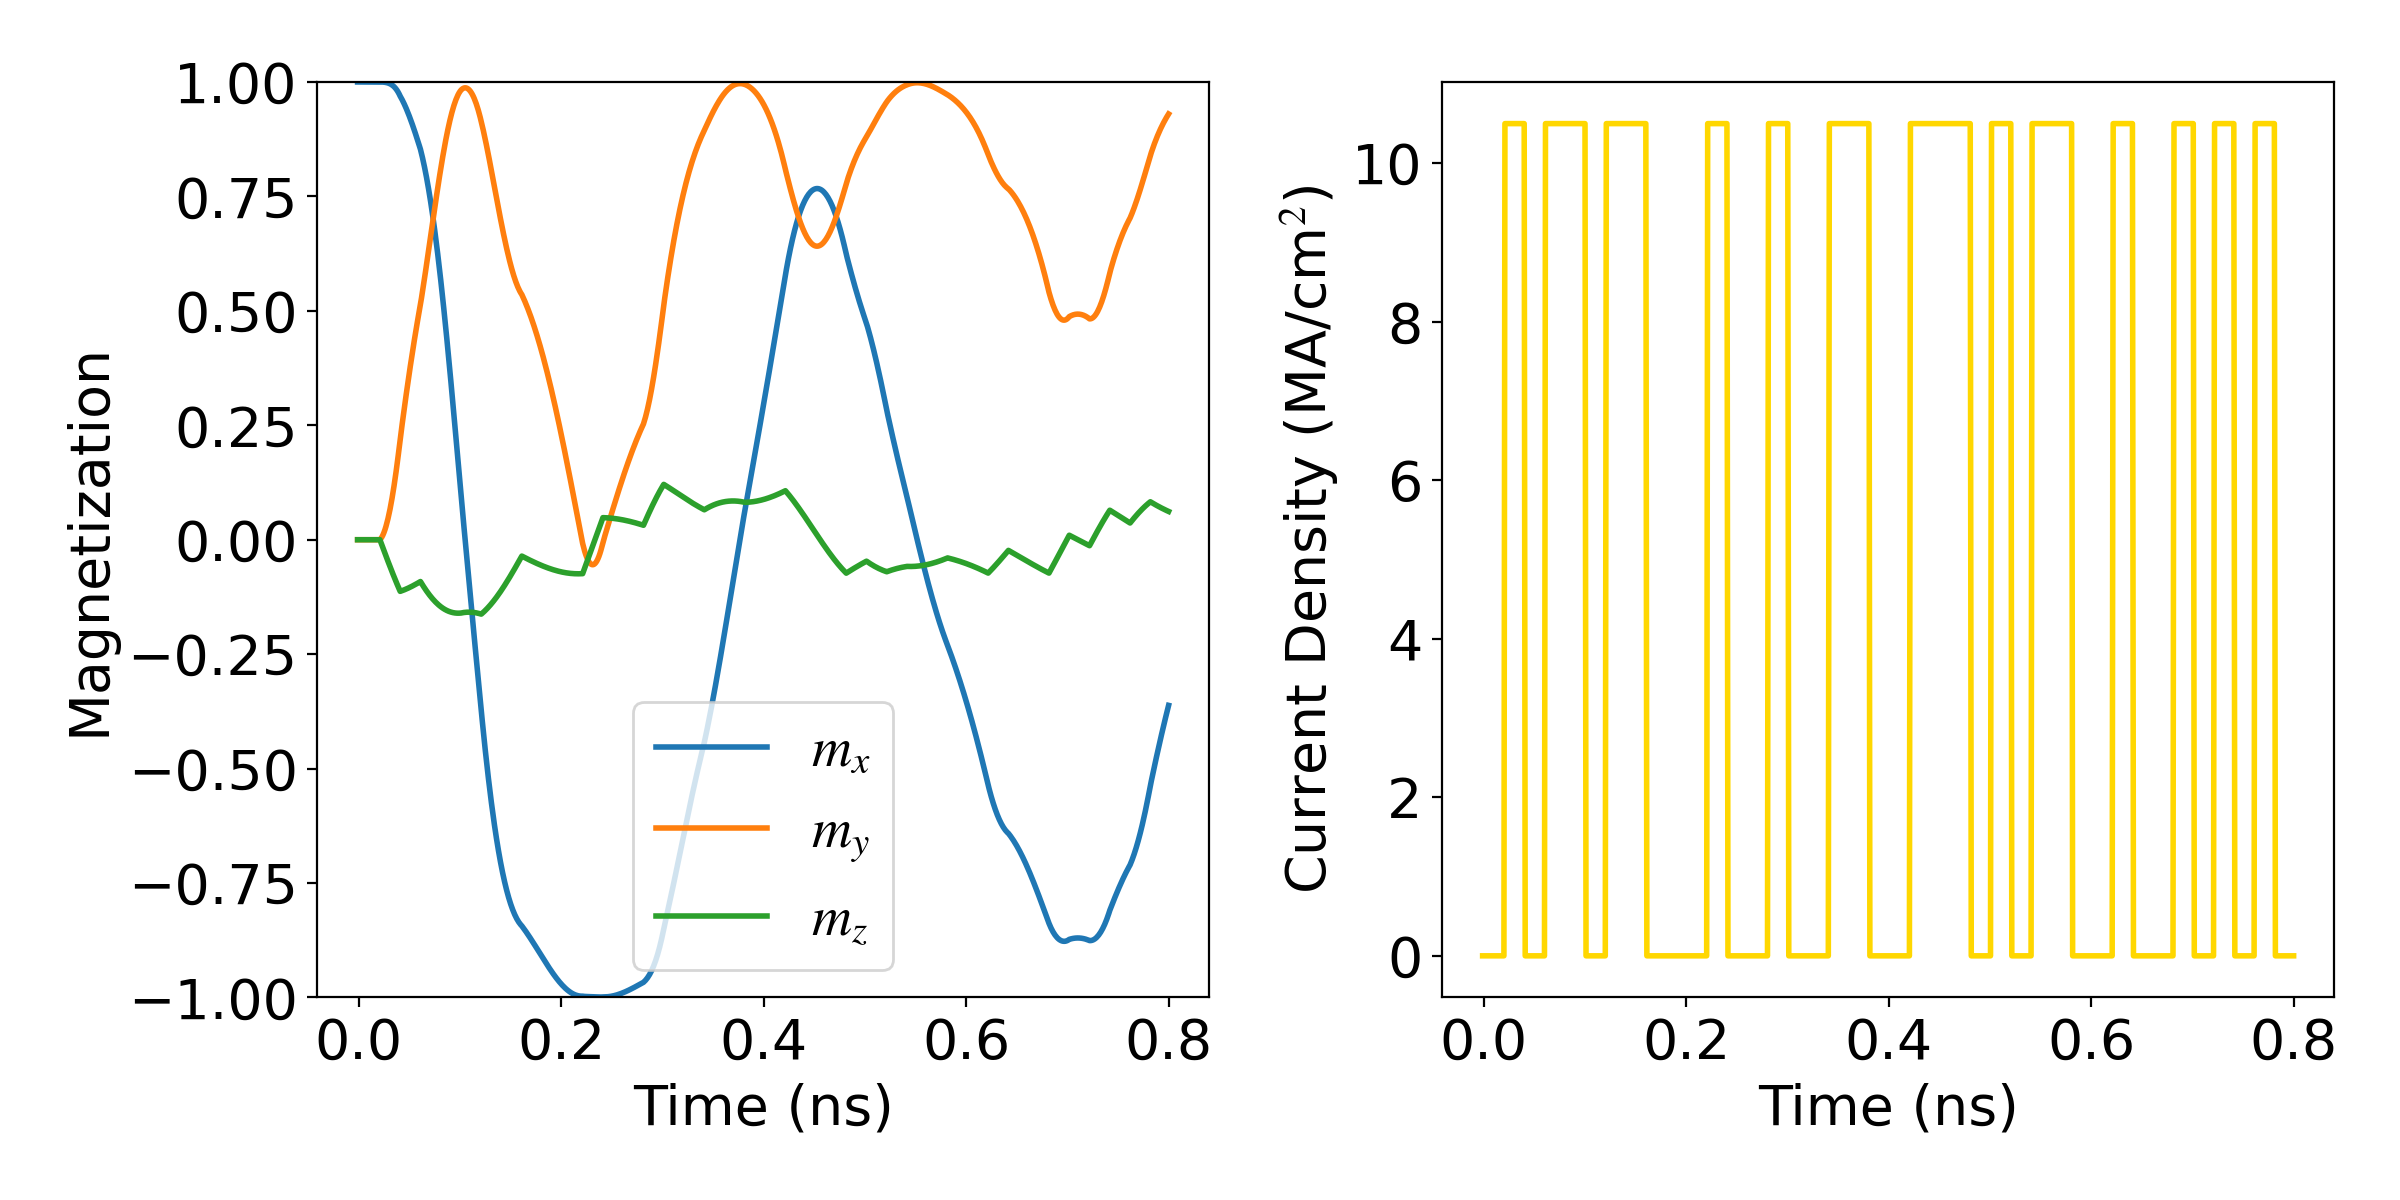 1.00
0.75
0.50
0.25
0.00
−0.25
−0.50
−0.75
−1.00
Magnetization
0.0 0.2 0.4 0.6 0.8
Time (ns)
m_x
m_y
m_z
10
8
6
4
2
0
Current Density (MA/cm²)
0.0 0.2 0.4 0.6 0.8
Time (ns)